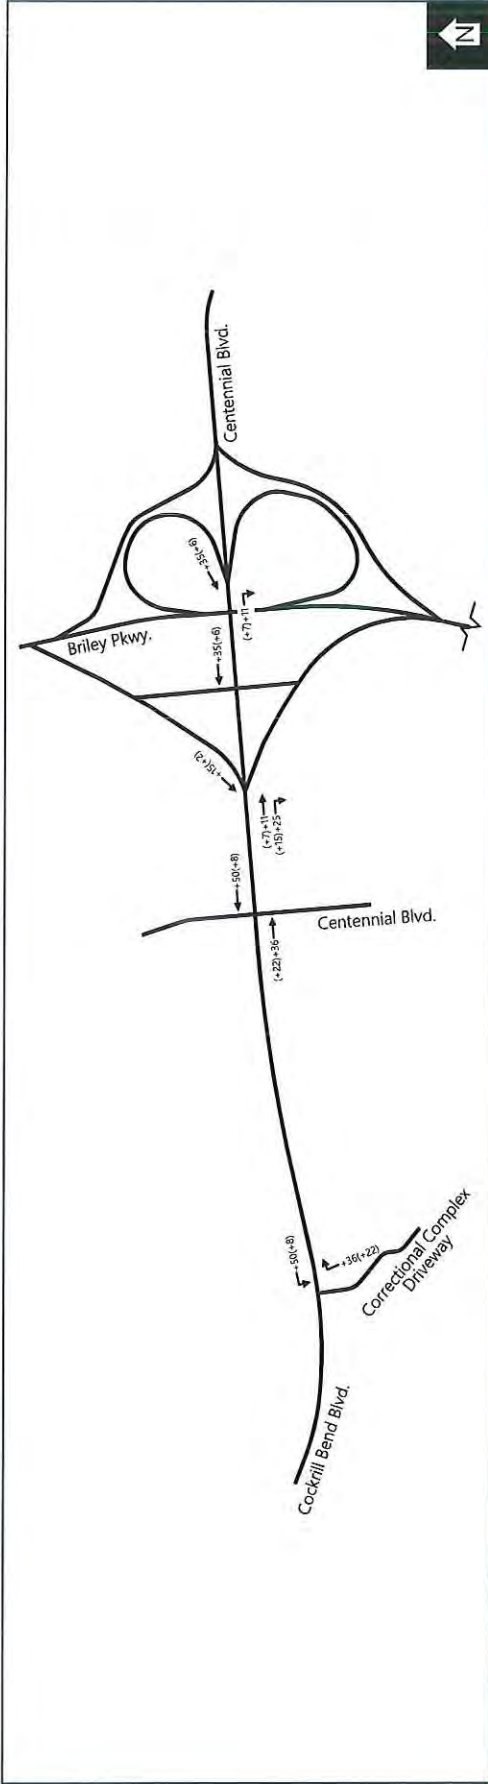 N
Centennial Blvd.
+35(+6)
Briley Pkwy.
(+7)+11
+35(+6)
+15(+2)
(+7)+11
(+15)+25
+50(+8)
Centennial Blvd.
(+22)+36
+50(+8)
+36(+22)
Correctional Complex
Driveway
Cockrill Bend Blvd.